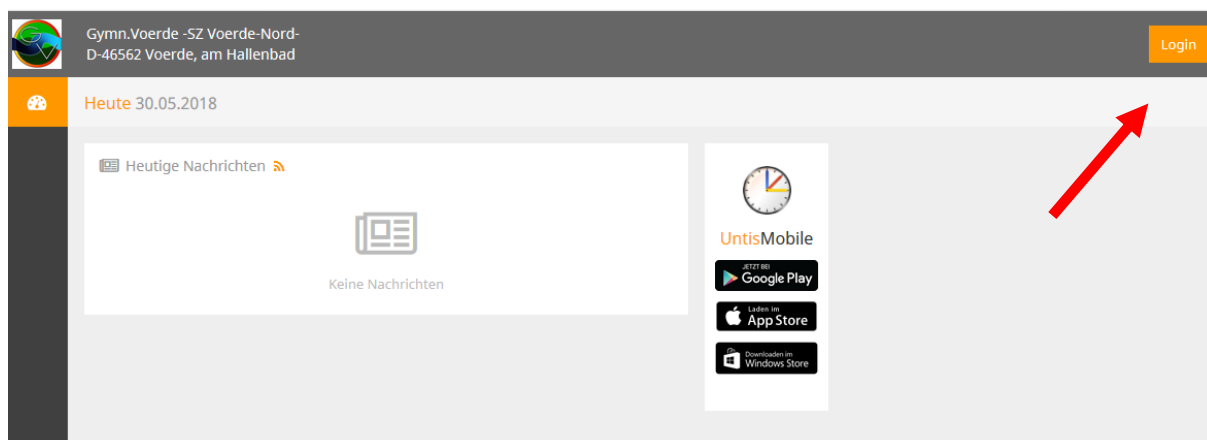 Gymn.Voerde -SZ Voerde-Nord-
D-46562 Voerde, am Hallenbad
Login
Heute 30.05.2018
Heutige Nachrichten
Keine Nachrichten
UntisMobile
JETZT BEI
Google Play
Laden im
App Store
Downloaden im
Windows Store